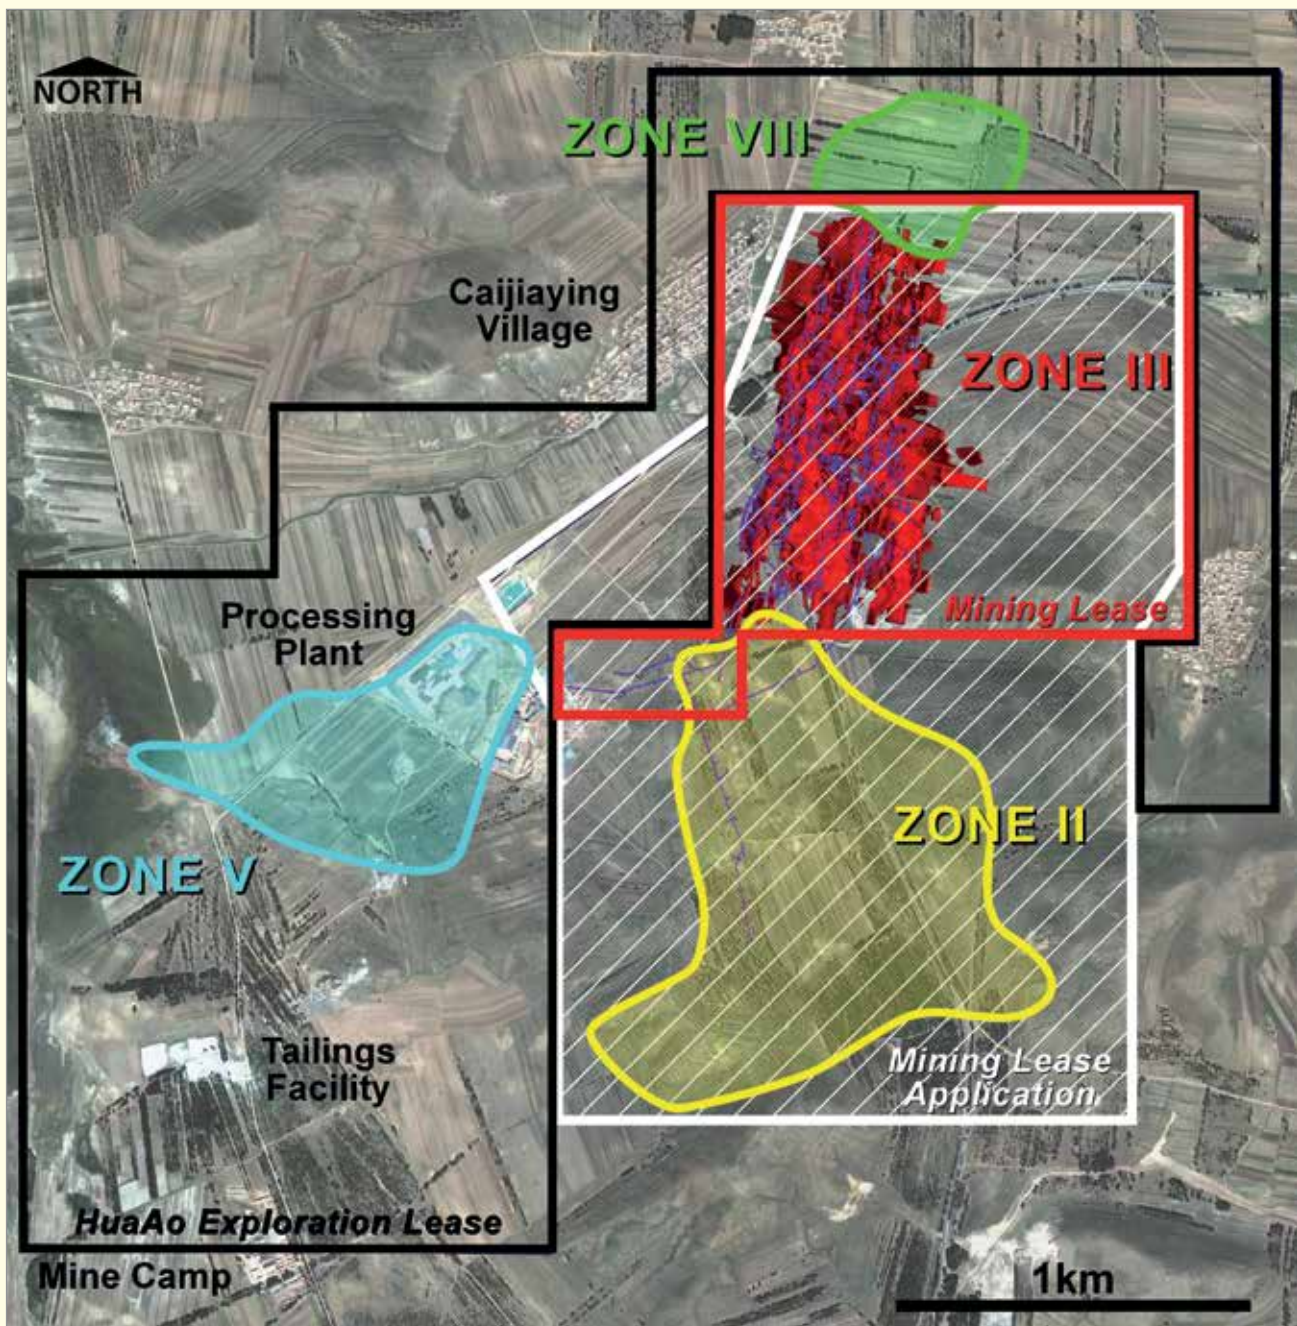 NORTH
ZONE VIII
Caijiaying
Village
ZONE III
Processing
Plant
Mining Lease
ZONE II
ZONE V
Tailings
Facility
Mining Lease
Application
HuaAo Exploration Lease
Mine Camp
1km